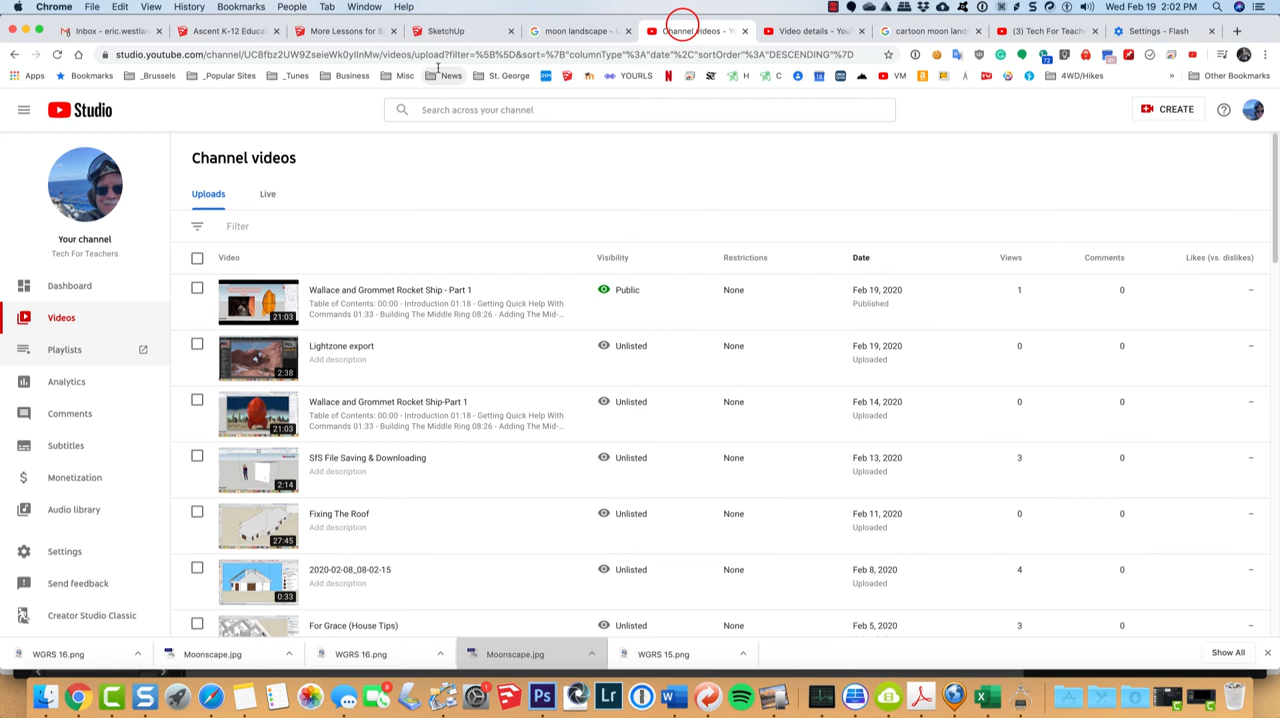 Chrome File Edit View History Bookmarks People Tab Window Help Wed Feb 19 2:02 PM
Inbox - eric.westlan Ascent K-12 Educa More Lessons for S SketchUp moon landscape - G Channel videos - Y Video details - YouT cartoon moon lands (3) Tech For Teache Settings - Flash
studio.youtube.com/channel/UC8fbz2UW9ZseieWk0yIInMw/videos/upload?filter=%5B%5D&sort=%7B"columnType"%3A"date"%2C"sortOrder"%3A"DESCENDING"%7D
Apps Bookmarks _Brussels _Popular Sites _Tunes Business Misc News St. George YOURLS H C VM 4WD/Hikes » Other Bookmarks
Studio Search across your channel CREATE
Channel videos
Uploads Live
Filter
Your channel
Tech For Teachers
Dashboard
Videos
Playlists
Analytics
Comments
Subtitles
Monetization
Audio library
Settings
Send feedback
Creator Studio Classic
Video Visibility Restrictions Date Views Comments Likes (vs. dislikes)
Wallace and Grommet Rocket Ship - Part 1 Public None Feb 19, 2020 1 0 –
Table of Contents: 00:00 - Introduction 01:18 - Getting Quick Help With Published
Commands 01:33 - Building The Middle Ring 08:26 - Adding The Mid-...
21:03
Lightzone export Unlisted None Feb 19, 2020 0 0 –
Add description Uploaded
2:38
Wallace and Grommet Rocket Ship-Part 1 Unlisted None Feb 14, 2020 0 0 –
Table of Contents: 00:00 - Introduction 01:18 - Getting Quick Help With Uploaded
Commands 01:33 - Building The Middle Ring 08:26 - Adding The Mid-...
21:03
SfS File Saving & Downloading Unlisted None Feb 13, 2020 3 0 –
Add description Uploaded
2:14
Fixing The Roof Unlisted None Feb 11, 2020 0 0 –
Add description Uploaded
27:45
2020-02-08_08-02-15 Unlisted None Feb 8, 2020 4 0 –
Add description Uploaded
0:33
For Grace (House Tips) Unlisted None Feb 5, 2020 3 0 –
WGRS 16.png Moonscape.jpg WGRS 16.png Moonscape.jpg WGRS 15.png Show All
Ps Lr W X